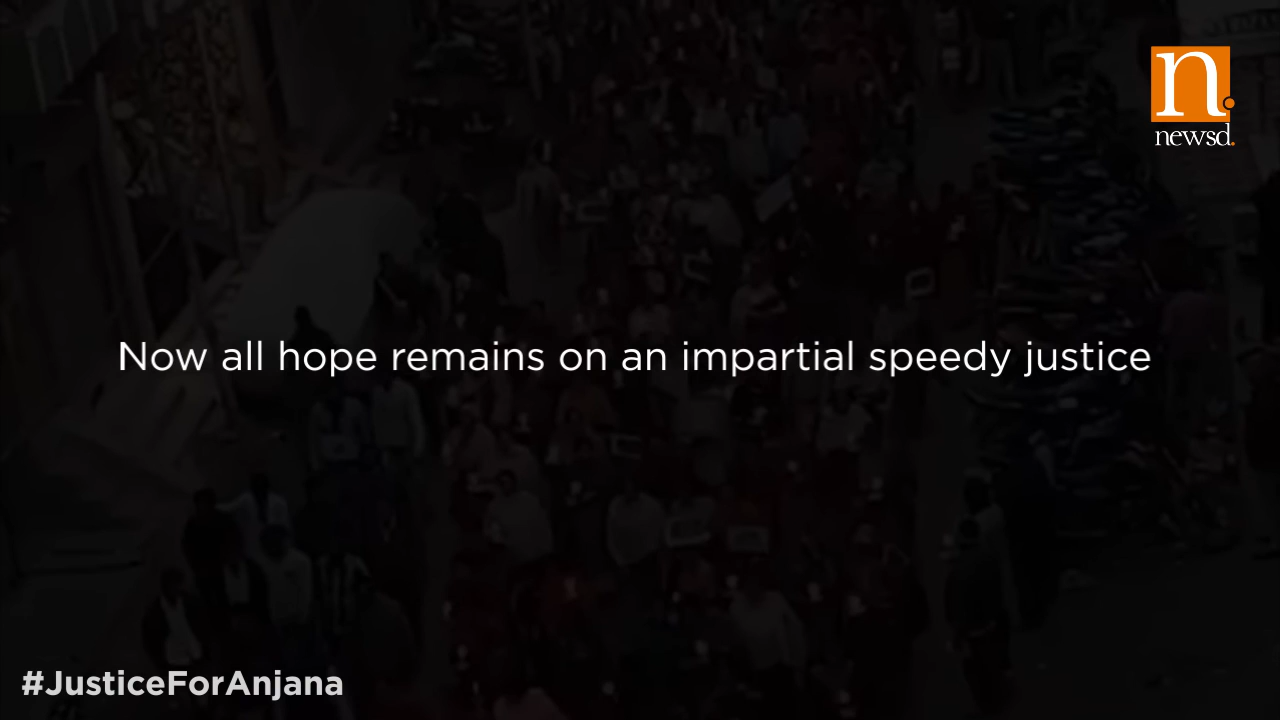 n.
newsd.
Now all hope remains on an impartial speedy justice
#JusticeForAnjana